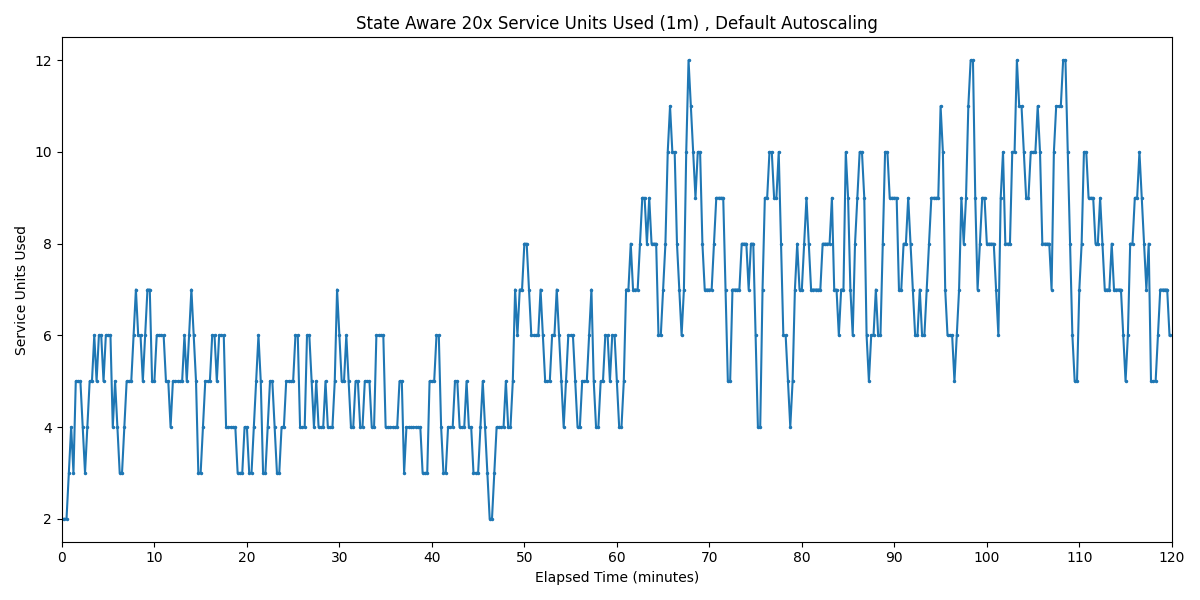 State Aware 20x Service Units Used (1m) , Default Autoscaling
Service Units Used
12
10
8
6
4
2
0 10 20 30 40 50 60 70 80 90 100 110 120
Elapsed Time (minutes)